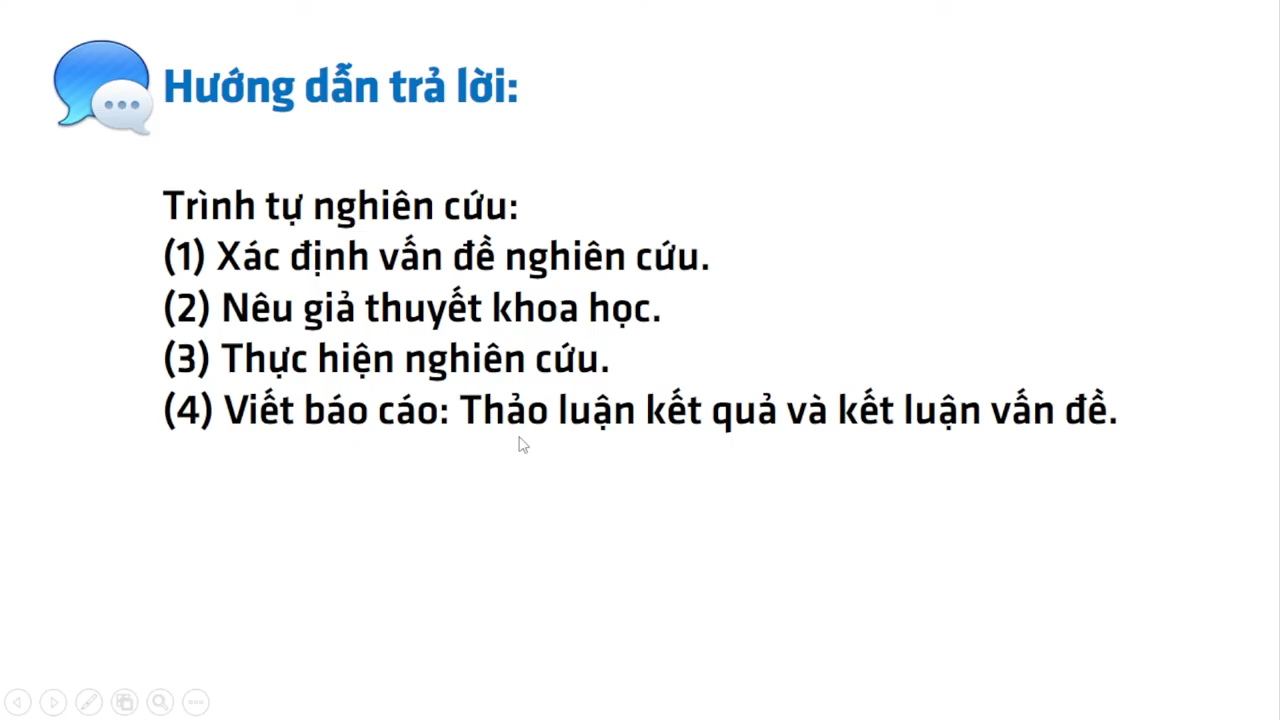 Hướng dẫn trả lời:
Trình tự nghiên cứu:
(1) Xác định vấn đề nghiên cứu.
(2) Nêu giả thuyết khoa học.
(3) Thực hiện nghiên cứu.
(4) Viết báo cáo: Thảo luận kết quả và kết luận vấn đề.